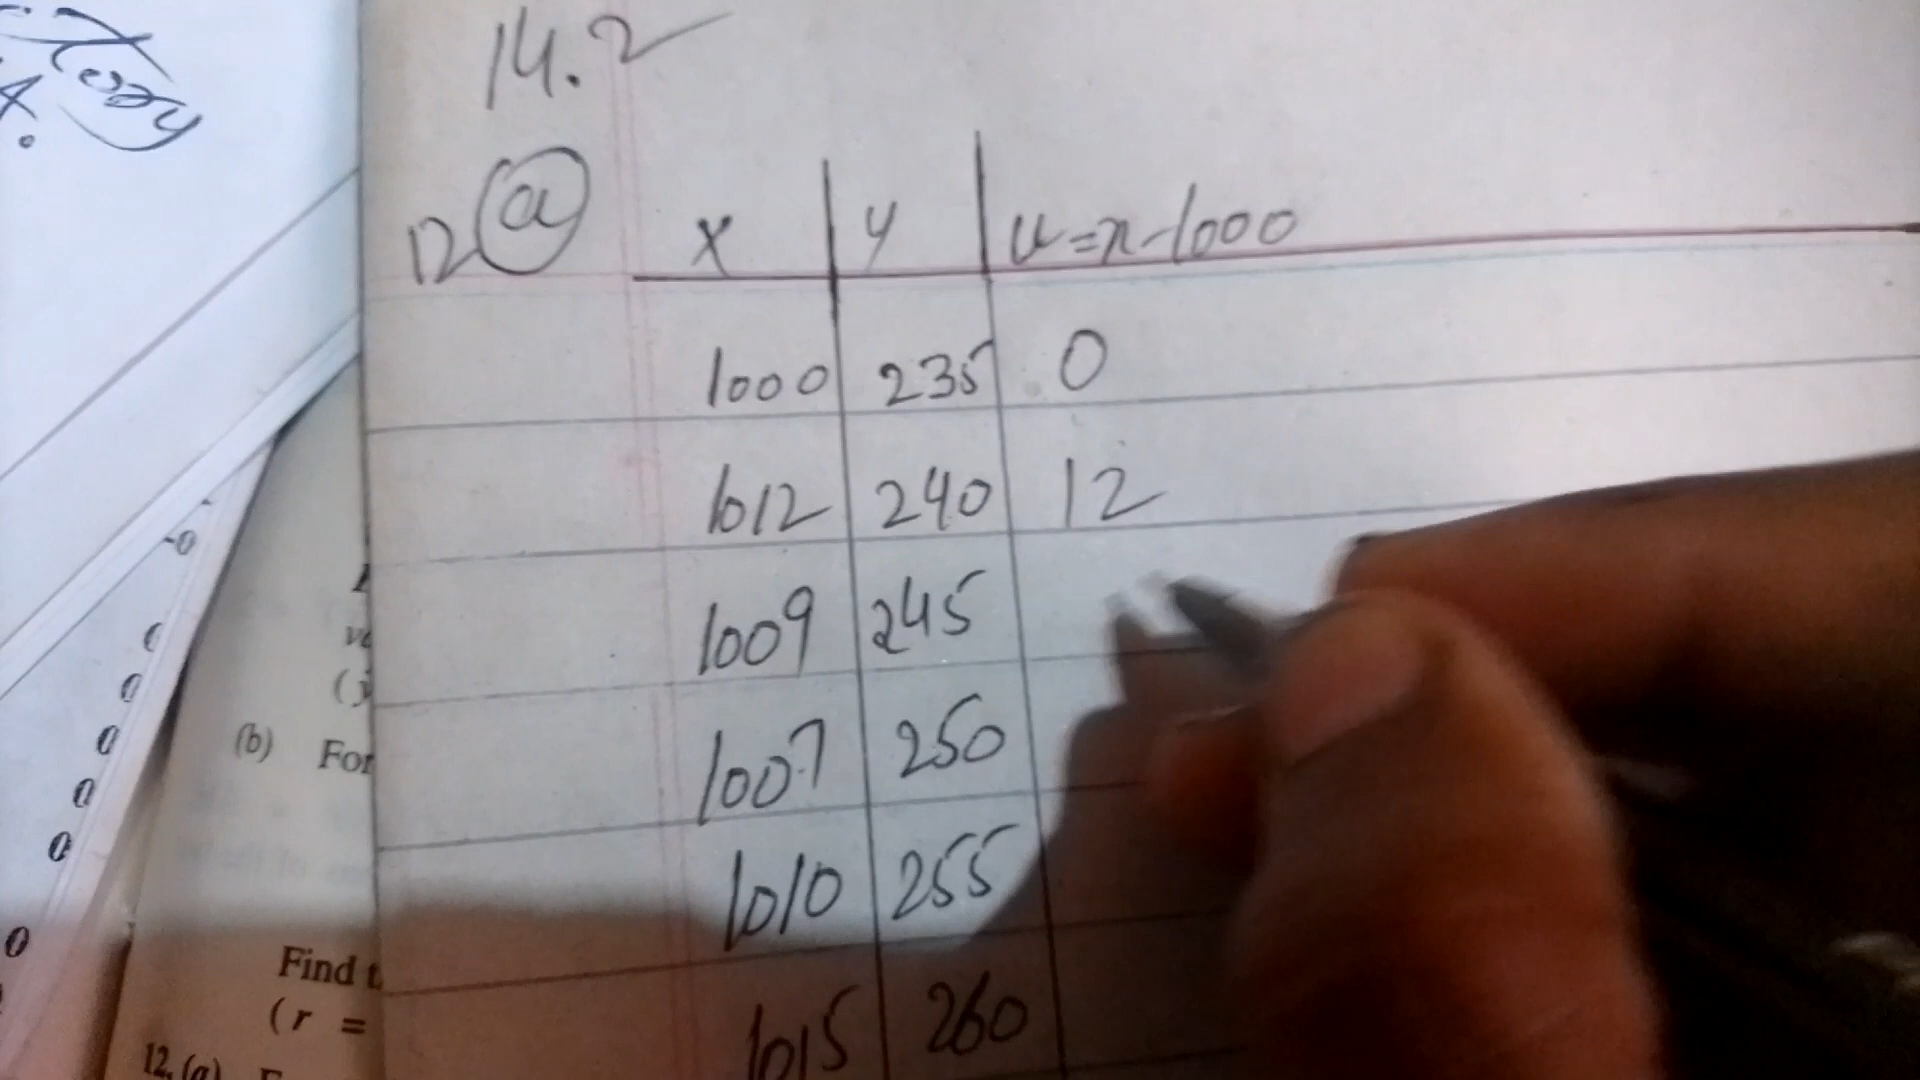 tory
14.2
12 (a) x y u=x-1000
1000 235 0
1012 240 12
1009 245
1007 250
(b) For
1010 255
Find
(r =
1015 260
12. (a)